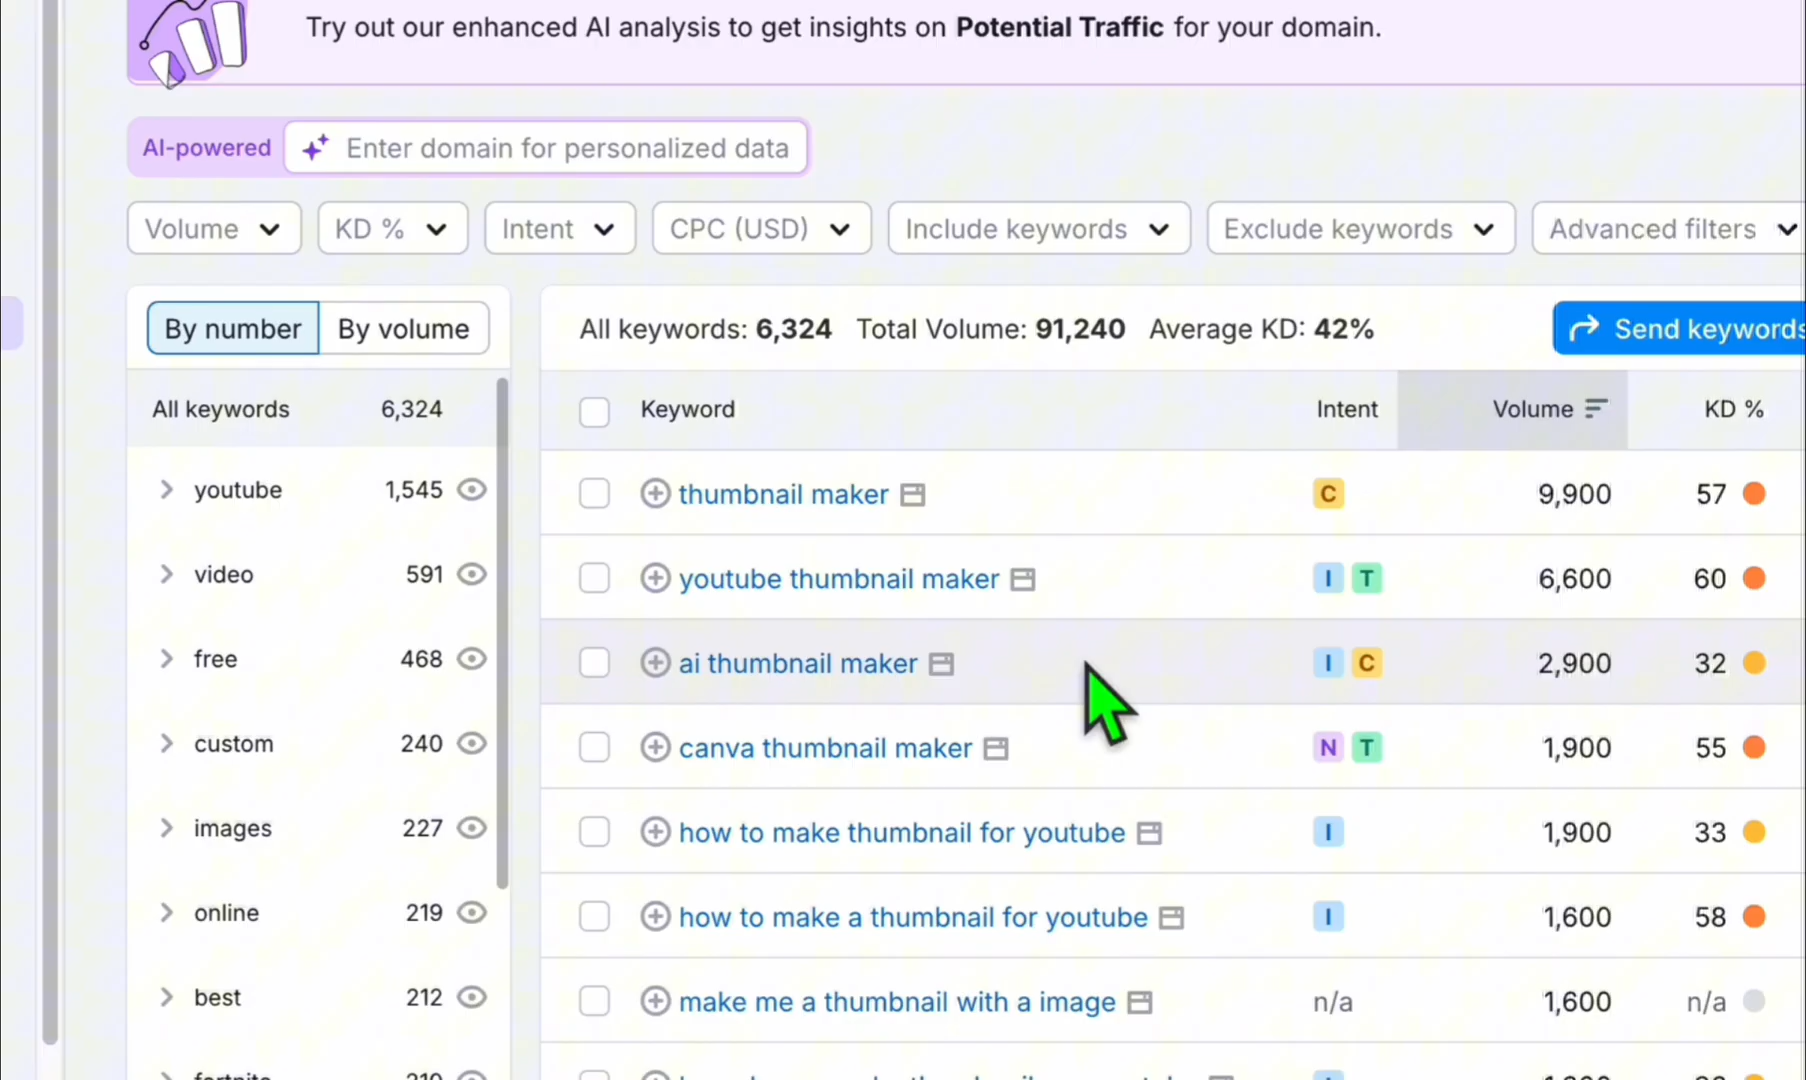 Try out our enhanced AI analysis to get insights on Potential Traffic for your domain.
AI-powered Enter domain for personalized data
Volume KD % Intent CPC (USD) Include keywords Exclude keywords Advanced filters
By number By volume
All keywords: 6,324 Total Volume: 91,240 Average KD: 42% Send keywords
All keywords 6,324
youtube 1,545
video 591
free 468
custom 240
images 227
online 219
best 212
Keyword Intent Volume KD %
thumbnail maker C 9,900 57
youtube thumbnail maker I T 6,600 60
ai thumbnail maker I C 2,900 32
canva thumbnail maker N T 1,900 55
how to make thumbnail for youtube I 1,900 33
how to make a thumbnail for youtube I 1,600 58
make me a thumbnail with a image n/a 1,600 n/a